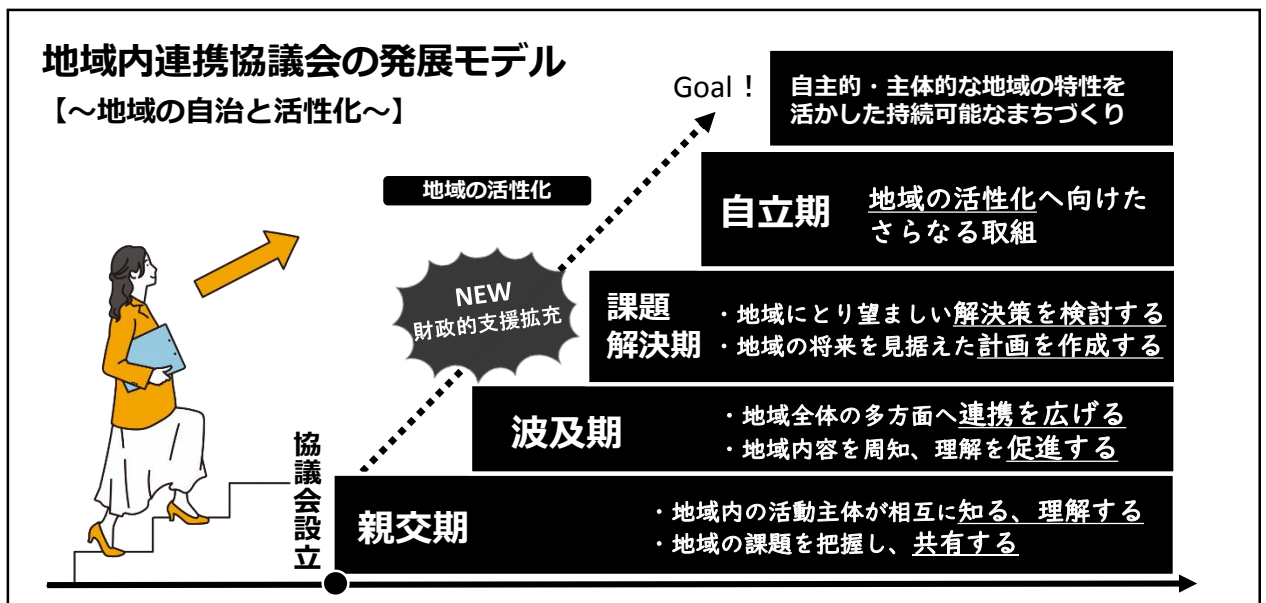 地域内連携協議会の発展モデル
【～地域の自治と活性化～】
Goal！
自主的・主体的な地域の特性を
活かした持続可能なまちづくり
地域の活性化
自立期
地域の活性化へ向けた
さらなる取組
NEW
財政的支援拡充
課題
解決期
・地域にとり望ましい解決策を検討する
・地域の将来を見据えた計画を作成する
波及期
・地域全体の多方面へ連携を広げる
・地域内容を周知、理解を促進する
協議会設立
親交期
・地域内の活動主体が相互に知る、理解する
・地域の課題を把握し、共有する